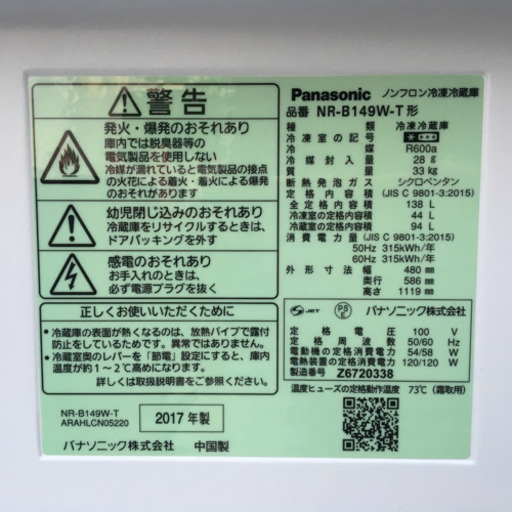 警告
発火・爆発のおそれあり
庫内では脱臭器等の
電気製品を使用しない
冷媒が漏れていると電気製品の接点
の火花による着火・着火による爆発
のおそれがあります
幼児閉じ込みのおそれあり
冷蔵庫をリサイクルするときは、
ドアパッキングを外す
感電のおそれあり
お手入れのときは、
必ず電源プラグを抜く
正しくお使いいただくために
・冷蔵庫の表面が熱くなるのは、放熱パイプで露付
防止をしているためです。異常ではありません。
・冷蔵室奥のレバーを「節電」設定にすると、庫内
温度が約1~2℃高めになります。
詳しくは取扱説明書をご参照ください。
NR-B149W-T
ARAHLCN05220
2017年製
パナソニック株式会社 中国製
Panasonic ノンフロン冷凍冷蔵庫
品番 NR-B149W-T形
種類 冷凍冷蔵庫
冷凍室の記号
冷媒 R600a
冷媒封入量 28g
質量 33kg
断熱発泡ガス シクロペンタン
定格内容積 (JIS C 9801-3:2015)
全定格内容積 138 L
冷凍室の定格内容積 44 L
冷蔵室の定格内容積 94 L
消費電力量 (JIS C 9801-3:2015)
50Hz 315kWh/年
60Hz 315kWh/年
外形寸法 幅 480 mm
奥行 586 mm
高さ 1119 mm
JET PS E パナソニック株式会社
定格電圧 100 V
定格周波数 50/60 Hz
電動機の定格消費電力 54/58 W
電熱装置の定格消費電力 120/120 W
製造番号 Z6720338
温度ヒューズの定格動作温度 73℃ (霜取用)